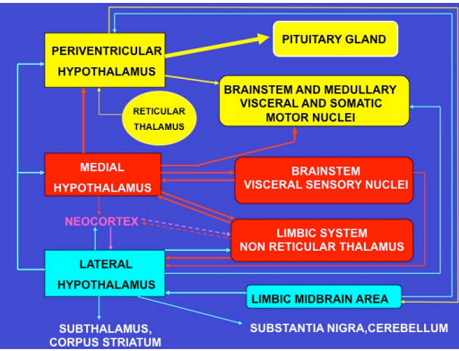 PERIVENTRICULAR
HYPOTHALAMUS
PITUITARY GLAND
BRAINSTEM AND MEDULLARY
VISCERAL AND SOMATIC
MOTOR NUCLEI
RETICULAR
THALAMUS
MEDIAL
HYPOTHALAMUS
BRAINSTEM
VISCERAL SENSORY NUCLEI
NEOCORTEX
LIMBIC SYSTEM
NON RETICULAR THALAMUS
LATERAL
HYPOTHALAMUS
LIMBIC MIDBRAIN AREA
SUBTHALAMUS,
CORPUS STRIATUM
SUBSTANTIA NIGRA,CEREBELLUM